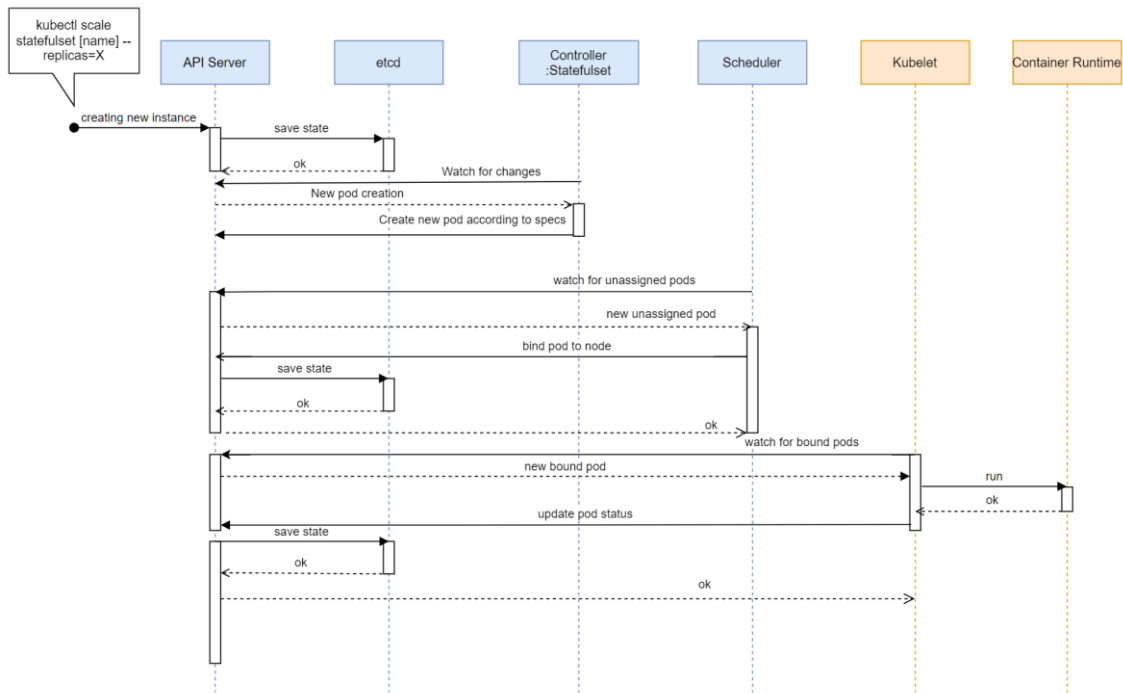 kubectl scale
statefulset [name] --
replicas=X
API Server
etcd
Controller
:Statefulset
Scheduler
Kubelet
Container Runtime
creating new instance
save state
ok
Watch for changes
New pod creation
Create new pod according to specs
watch for unassigned pods
new unassigned pod
bind pod to node
save state
ok
ok
watch for bound pods
new bound pod
run
ok
update pod status
save state
ok
ok